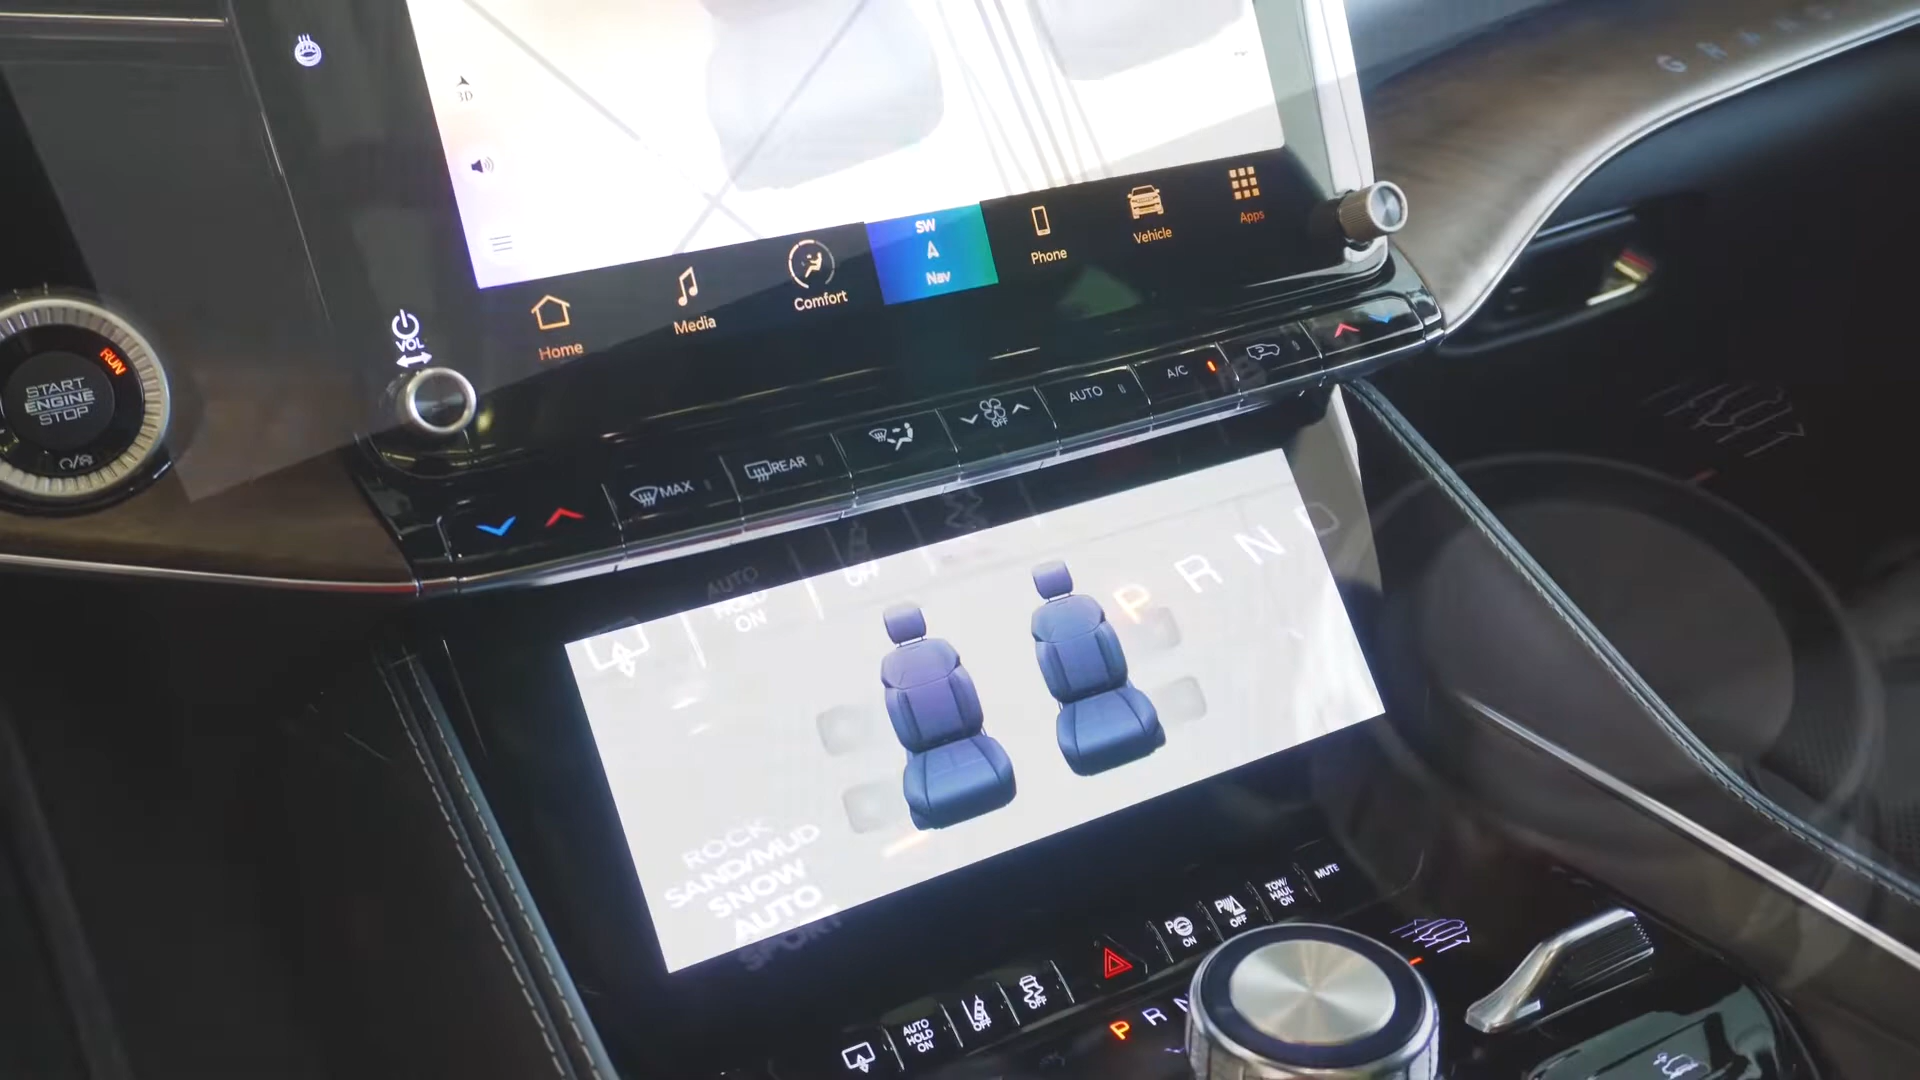 GRAND
3D
SW
Nav
Phone
Vehicle
Apps
Home
Media
Comfort
VOL
RUN
START
ENGINE
STOP
MAX
REAR
OFF
AUTO
A/C
P R N D
AUTO
HOLD
ON
OFF
ROCK
SAND/MUD
SNOW
AUTO
SPORT
AUTO
HOLD
ON
OFF
OFF
P
ON
P
OFF
TOW/
HAUL
ON
MUTE
P R N